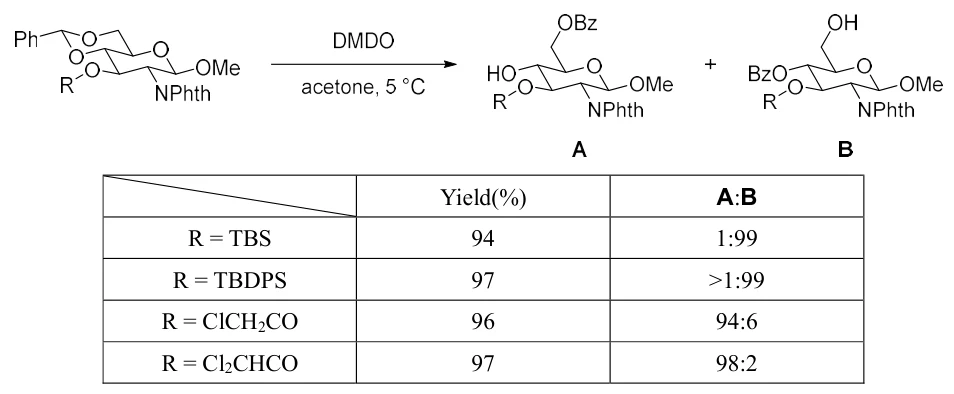 Ph O O O OMe
O
R O NPhth
DMDO
acetone, 5 °C
OBz
HO O OMe
R O NPhth
A
+
OH
BzO O OMe
R O NPhth
B
Yield(%) A:B
R = TBS 94 1:99
R = TBDPS 97 >1:99
R = ClCH₂CO 96 94:6
R = Cl₂CHCO 97 98:2